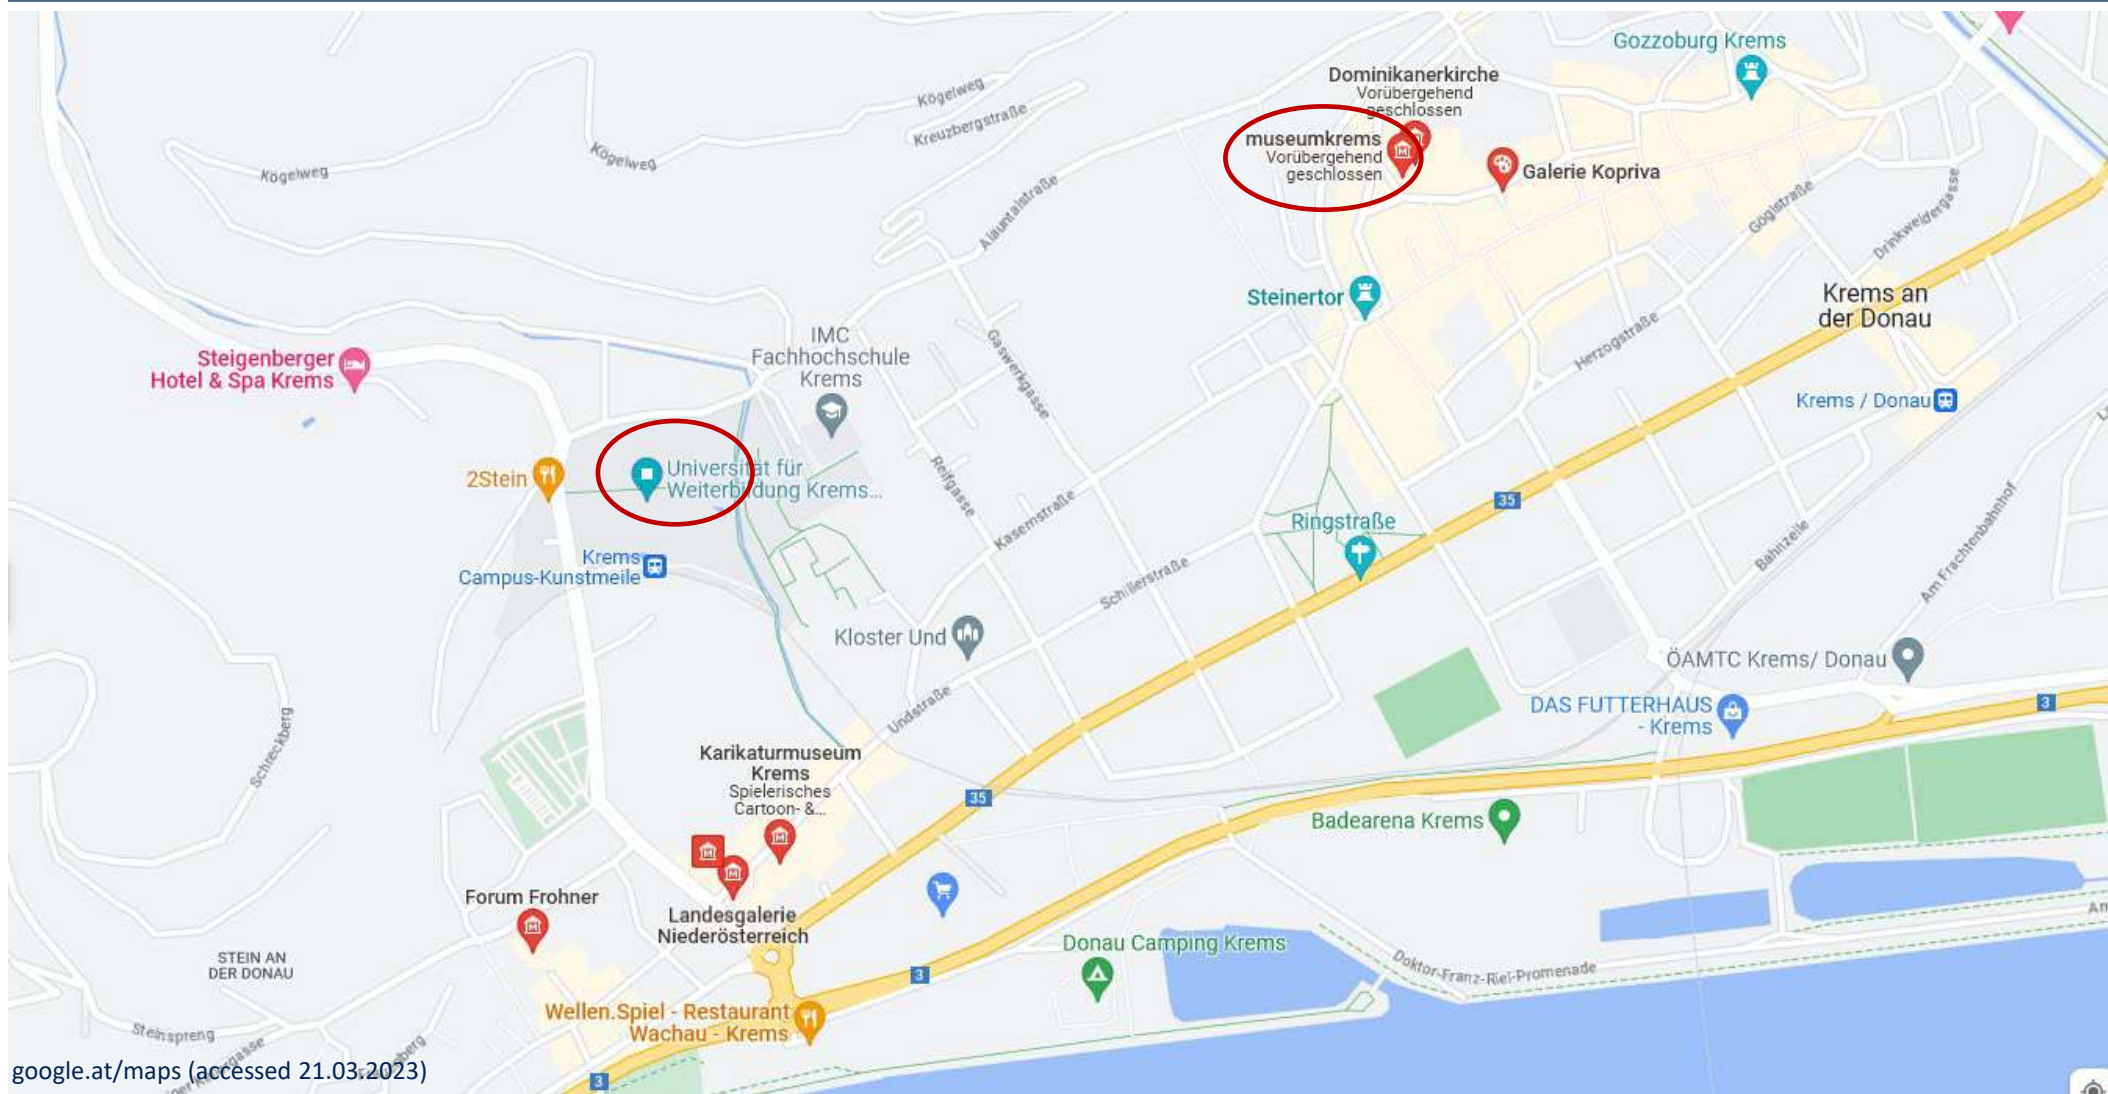 Gozzoburg Krems
Dominikanerkirche
Vorübergehend
geschlossen
museumkrems
Vorübergehend
geschlossen
Galerie Kopriva
Kögelweg
Kreuzbergstraße
Kögelweg
Kögelweg
Alauntalstraße
Gögistraße
Drinkweldergasse
Steinertor
Krems an
der Donau
IMC
Fachhochschule
Krems
Gaswerkgasse
Herzogstraße
Steigenberger
Hotel & Spa Krems
Krems / Donau
2Stein
Universität für
Weiterbildung Krems...
Reifgasse
Kasernstraße
35
Ringstraße
Bahnzeile
Am Frachtenbahnhof
Krems
Campus-Kunstmeile
Schillerstraße
Kloster Und
ÖAMTC Krems/ Donau
Undstraße
DAS FUTTERHAUS
- Krems
3
Schreckberg
Karikaturmuseum
Krems
Spielerisches
Cartoon- &...
35
Badearena Krems
Forum Frohner
Landesgalerie
Niederösterreich
STEIN AN
DER DONAU
Donau Camping Krems
3
Doktor-Franz-Riel-Promenade
Wellen.Spiel - Restaurant
Wachau - Krems
Steinspreng
3
google.at/maps (accessed 21.03.2023)